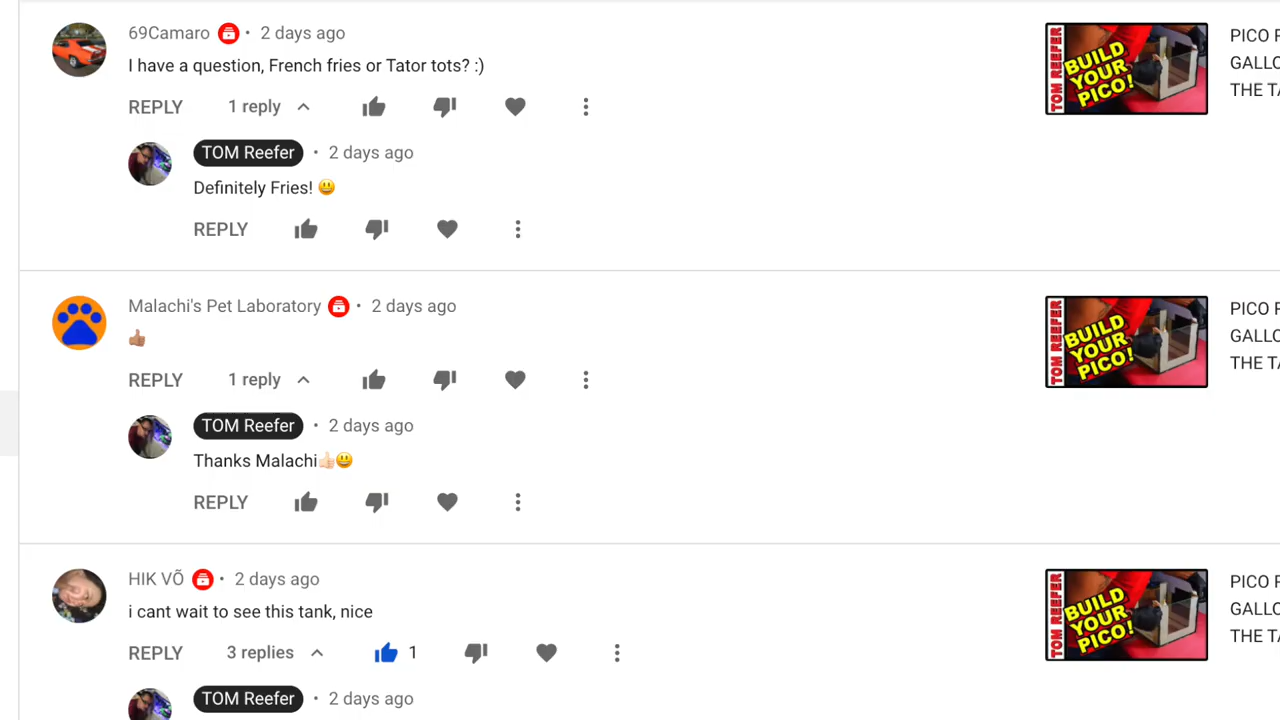 69Camaro • 2 days ago
I have a question, French fries or Tator tots? :)
REPLY 1 reply
TOM Reefer • 2 days ago
Definitely Fries! 😃
REPLY
TOM REEFER
BUILD
YOUR
PICO!
PICO
GALLO
THE TA
Malachi's Pet Laboratory • 2 days ago
👍🏽
REPLY 1 reply
TOM Reefer • 2 days ago
Thanks Malachi👍🏻😃
REPLY
TOM REEFER
BUILD
YOUR
PICO!
PICO
GALLO
THE TA
HIK VÕ • 2 days ago
i cant wait to see this tank, nice
REPLY 3 replies 1
TOM Reefer • 2 days ago
TOM REEFER
BUILD
YOUR
PICO!
PICO
GALLO
THE TA